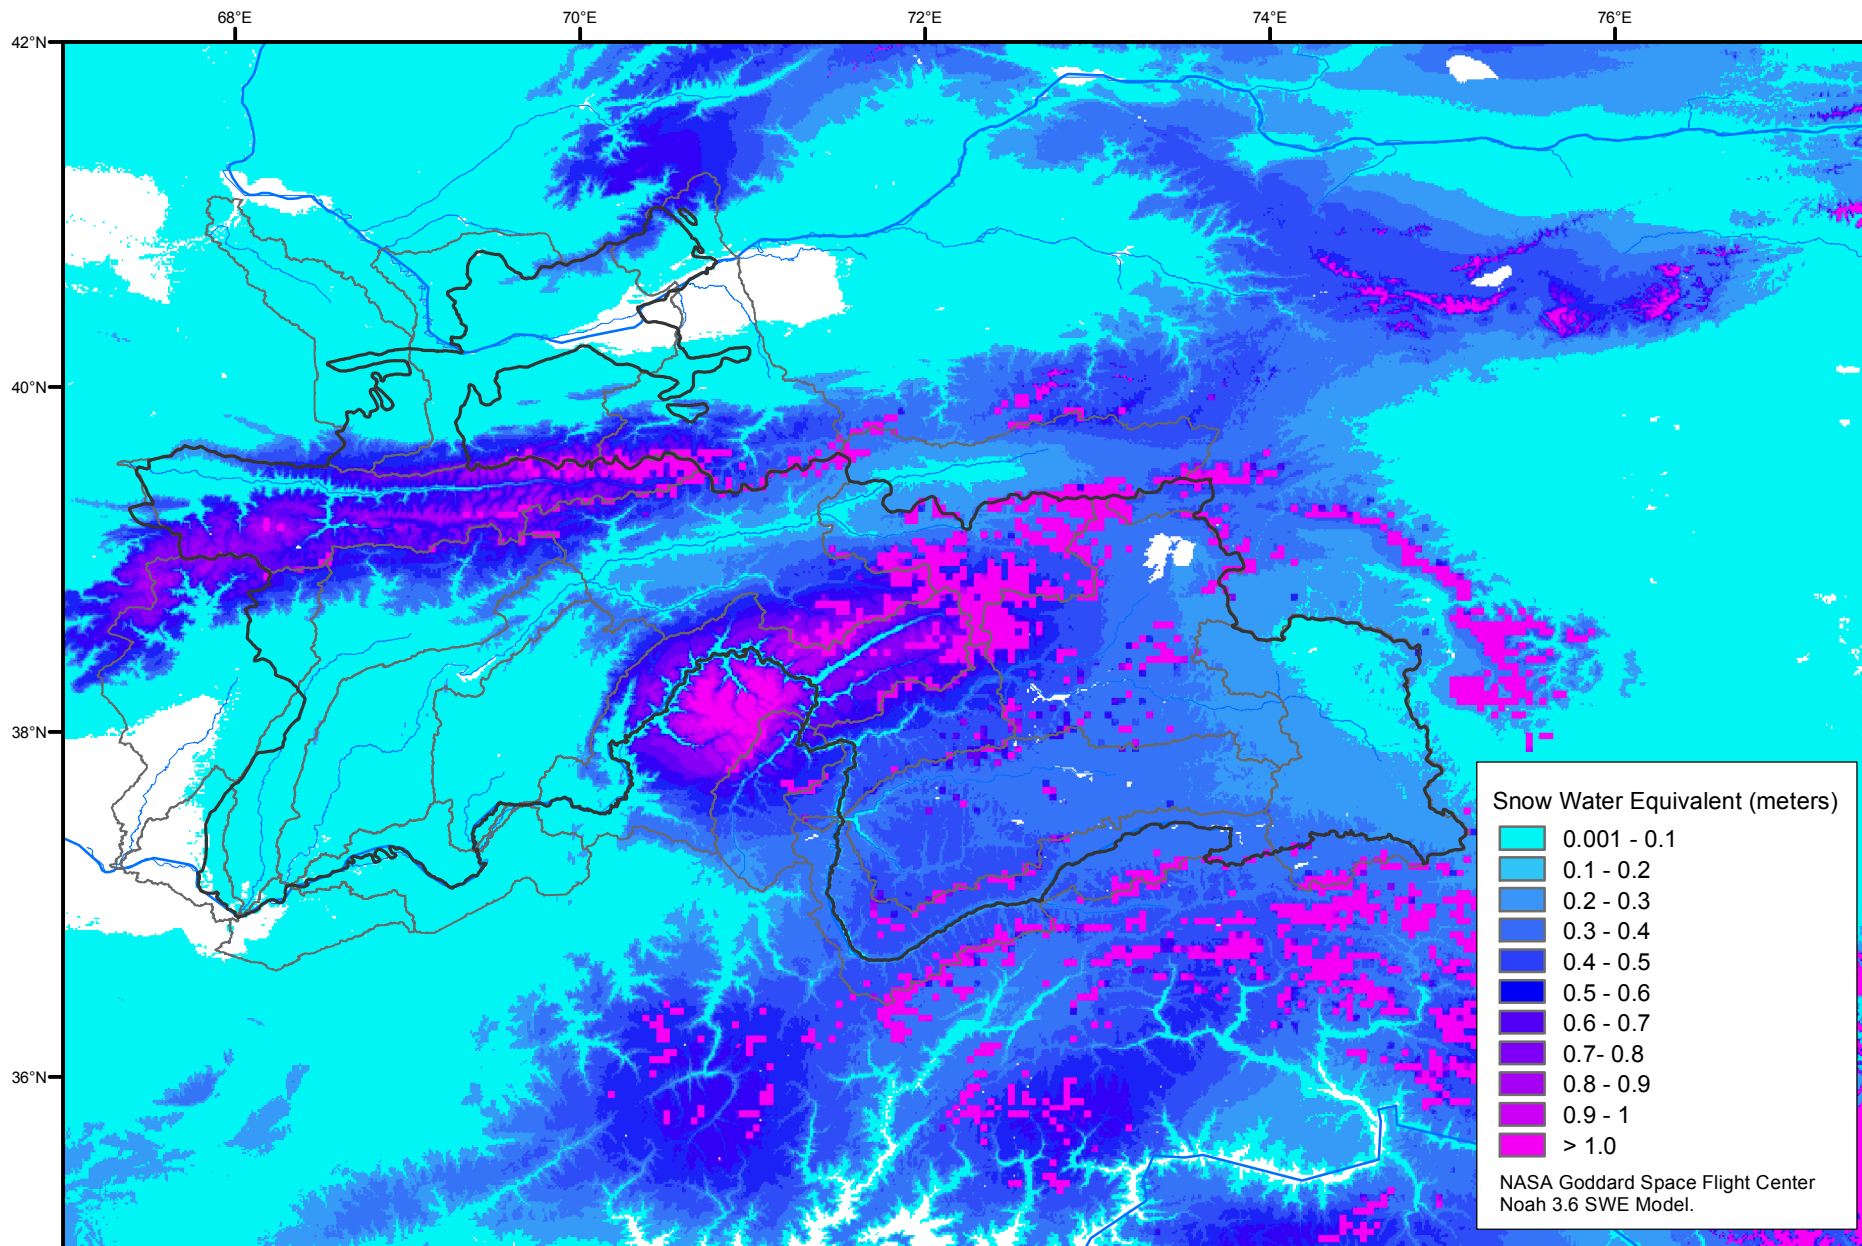 68°E 70°E 72°E 74°E 76°E
42°N
40°N
38°N
36°N
Snow Water Equivalent (meters)
0.001 - 0.1
0.1 - 0.2
0.2 - 0.3
0.3 - 0.4
0.4 - 0.5
0.5 - 0.6
0.6 - 0.7
0.7- 0.8
0.8 - 0.9
0.9 - 1
> 1.0
NASA Goddard Space Flight Center
Noah 3.6 SWE Model.